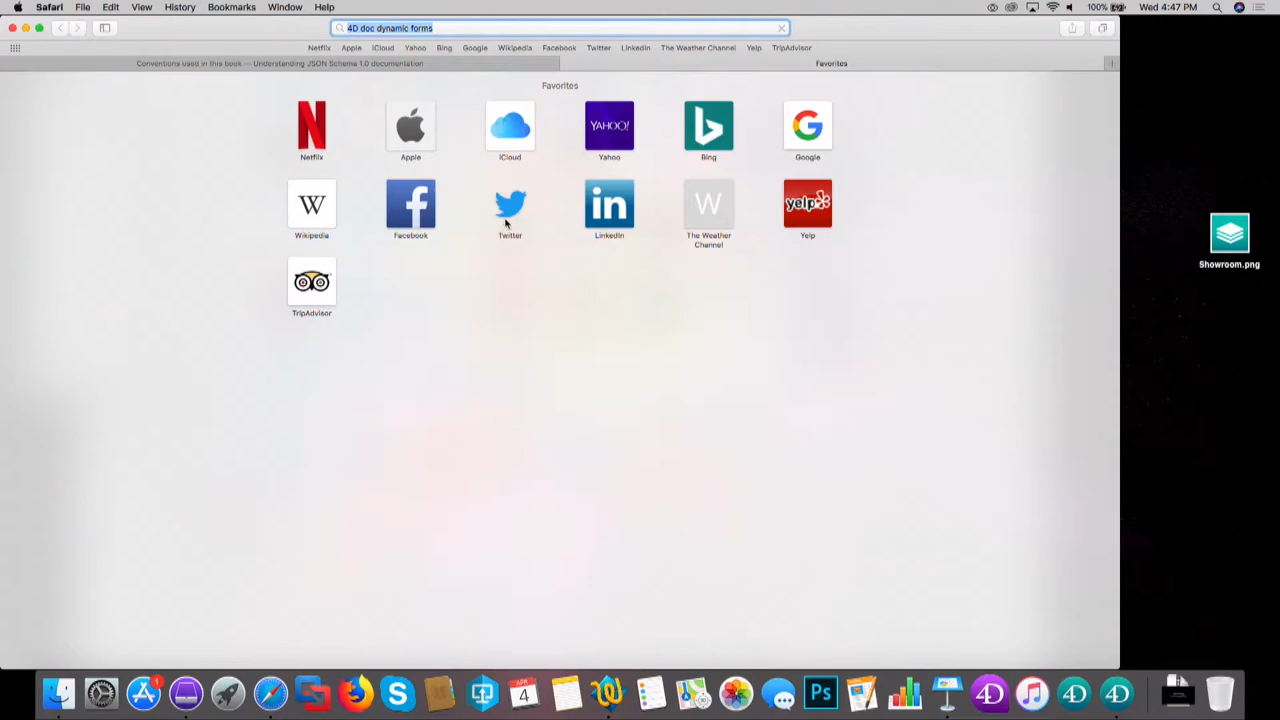 Safari File Edit View History Bookmarks Window Help 100% Wed 4:47 PM
4D doc dynamic forms
Netflix Apple iCloud Yahoo Bing Google Wikipedia Facebook Twitter LinkedIn The Weather Channel Yelp TripAdvisor
Conventions used in this book — Understanding JSON Schema 1.0 documentation Favorites
Favorites
N YAHOO! b G
Netflix Apple iCloud Yahoo Bing Google
W f in W yelp
Wikipedia Facebook Twitter LinkedIn The Weather Channel Yelp
TripAdvisor
Showroom.png
1
APR
4
Ps
4D 4D 4D